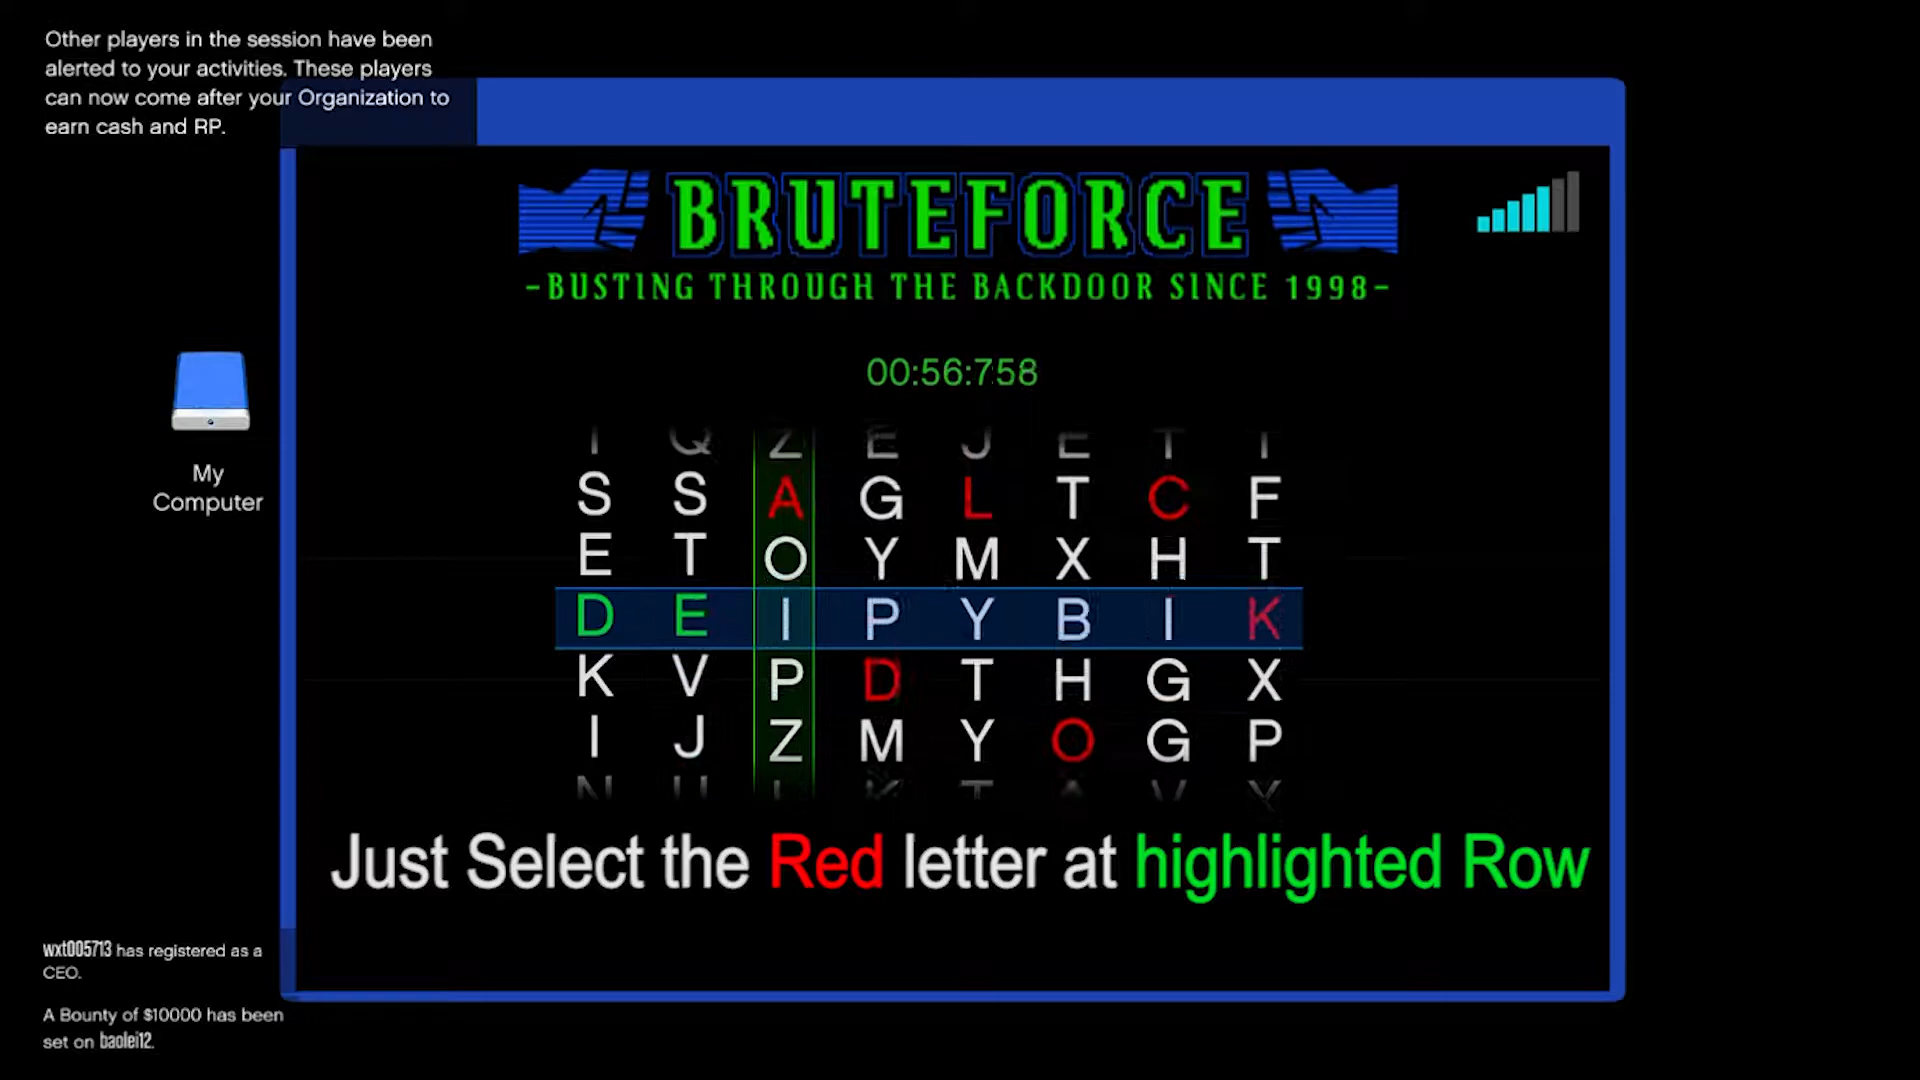 Other players in the session have been
alerted to your activities. These players
can now come after your Organization to
earn cash and RP.
BRUTEFORCE
-BUSTING THROUGH THE BACKDOOR SINCE 1998-
00:56:758
My
Computer
I Q Z E J E T T
S S A G L T C F
E T O Y M X H T
D E I P Y B I K
K V P D T H G X
I J Z M Y O G P
Just Select the Red letter at highlighted Row
wxt005713 has registered as a
CEO.
A Bounty of $10000 has been
set on baolei12.